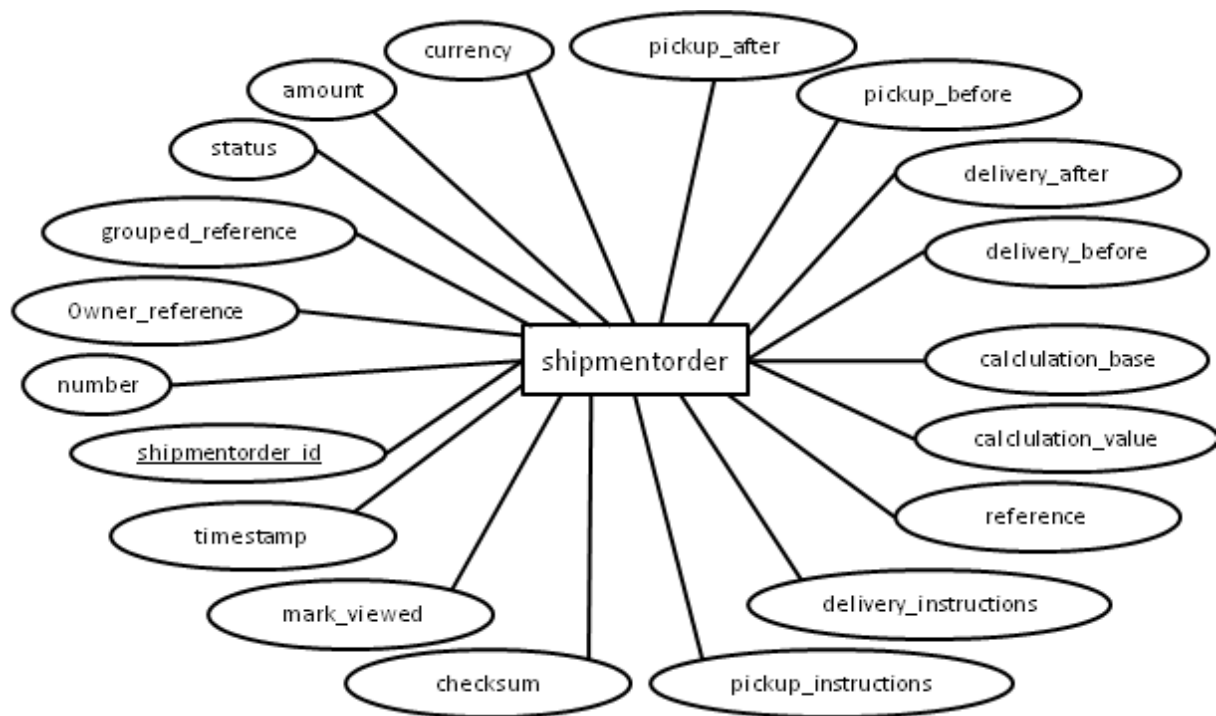 currency
pickup_after
amount
pickup_before
status
delivery_after
grouped_reference
delivery_before
Owner_reference
shipmentorder
calclulation_base
number
calclulation_value
shipmentorder_id
reference
timestamp
delivery_instructions
mark_viewed
checksum
pickup_instructions